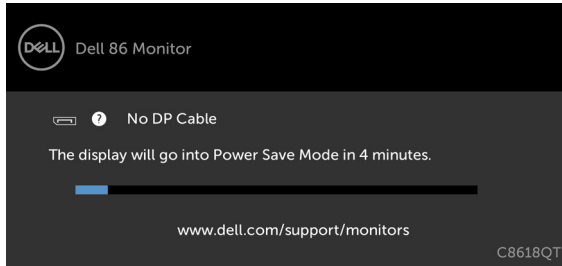 DELL
Dell 86 Monitor
? No DP Cable
The display will go into Power Save Mode in 4 minutes.
www.dell.com/support/monitors
C8618QT